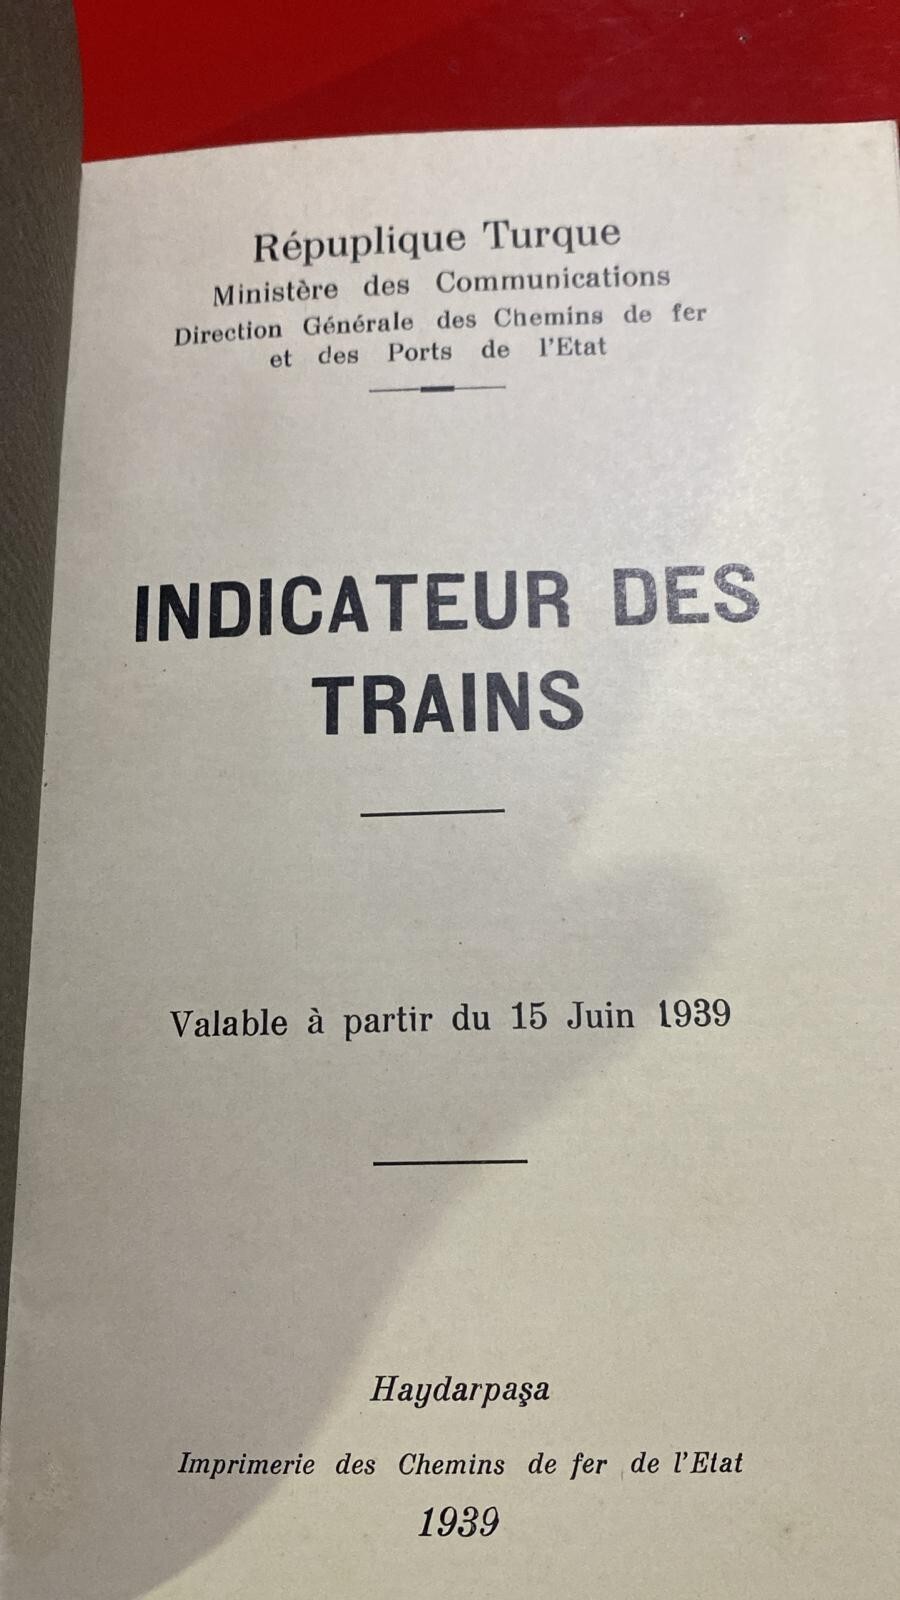 Répuplique Turque
Ministère des Communications
Direction Générale des Chemins de fer
et des Ports de l'Etat
INDICATEUR DES
TRAINS
Valable à partir du 15 Juin 1939
Haydarpaşa
Imprimerie des Chemins de fer de l'Etat
1939